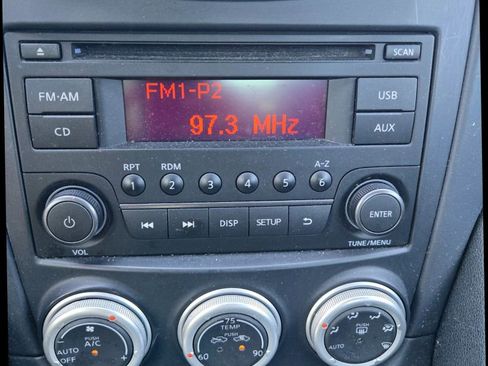 SCAN
FM·AM
FM1-P2
USB
CD
97.3 MHz
AUX
RPT RDM A-Z
1 2 3 4 5 6
DISP SETUP
ENTER
VOL
TUNE/MENU
PUSH
A/C
AUTO
OFF
+
75
TEMP
PUSH
60 90
PUSH
AUTO